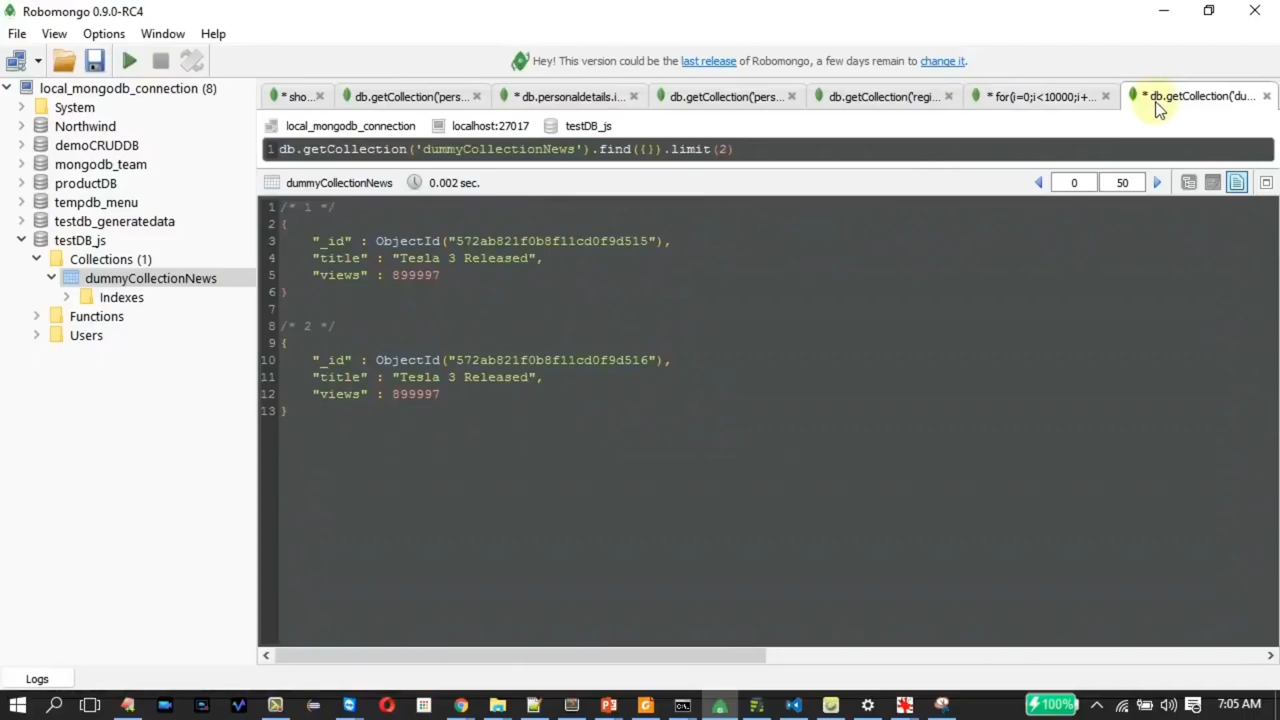 Robomongo 0.9.0-RC4
File View Options Window Help
Hey! This version could be the last release of Robomongo, a few days remain to change it.
local_mongodb_connection (8)
System
Northwind
demoCRUDDB
mongodb_team
productDB
tempdb_menu
testdb_generatedata
testDB_js
Collections (1)
dummyCollectionNews
Indexes
Functions
Users
* sho... db.getCollection('pers... * db.personaldetails.i... db.getCollection('pers... db.getCollection('regi... * for(i=0;i<10000;i+... * db.getCollection('du...
local_mongodb_connection localhost:27017 testDB_js
1 db.getCollection('dummyCollectionNews').find({}).limit(2)
dummyCollectionNews 0.002 sec. 0 50
1 /* 1 */
2 {
3 "_id" : ObjectId("572ab821f0b8f11cd0f9d515"),
4 "title" : "Tesla 3 Released",
5 "views" : 899997
6 }
7
8 /* 2 */
9 {
10 "_id" : ObjectId("572ab821f0b8f11cd0f9d516"),
11 "title" : "Tesla 3 Released",
12 "views" : 899997
13 }
Logs
100% 7:05 AM